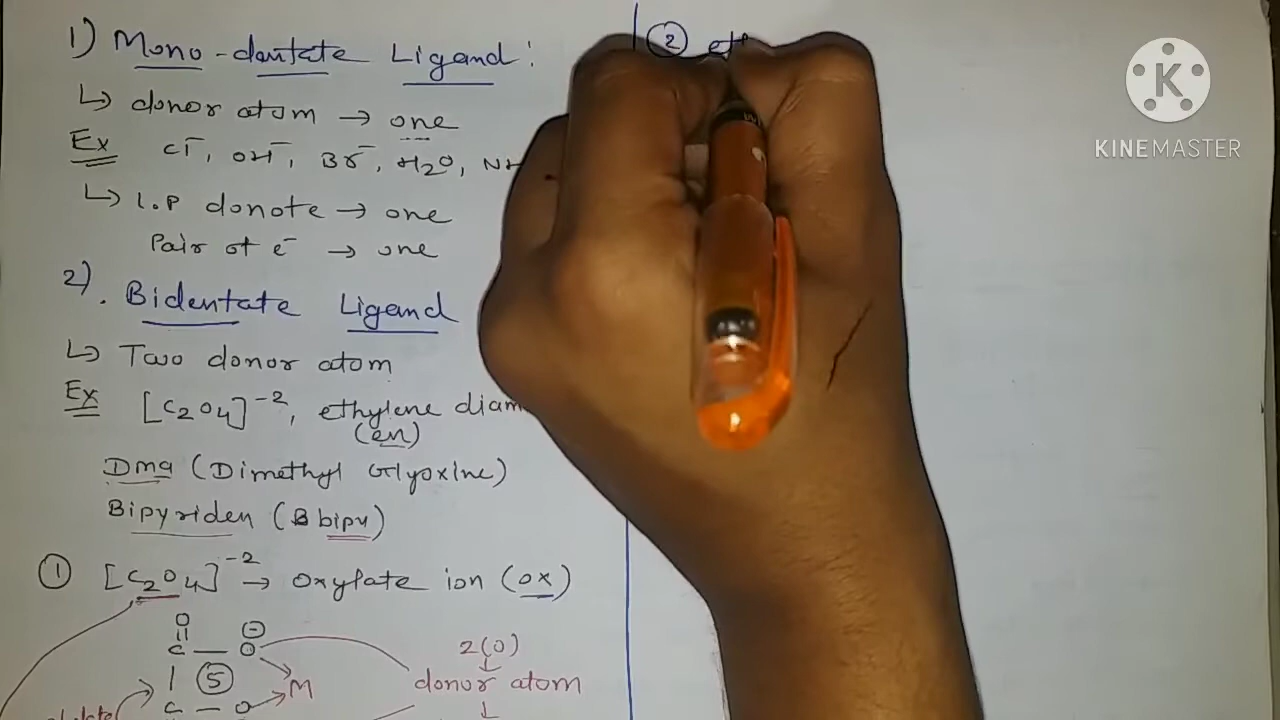 1) Mono-dentate Ligand:
↳ donor atom → one
Ex Cl⁻, OH⁻, Br⁻, H₂O,
↳ l.p donote → one
Pair of e⁻ → one
2). Bidentate Ligand
↳ Two donor atom
Ex [C₂O₄]⁻², ethylene
(en)
Dmg (Dimethyl Glyoxine)
Bipyriden (B bipy)
① [C₂O₄]⁻² → Oxylate ion (ox)
O
||
C — O ⊖
| ⑤ M
C — O
2(O)
↓
donor atom
↓
②
KINEMASTER